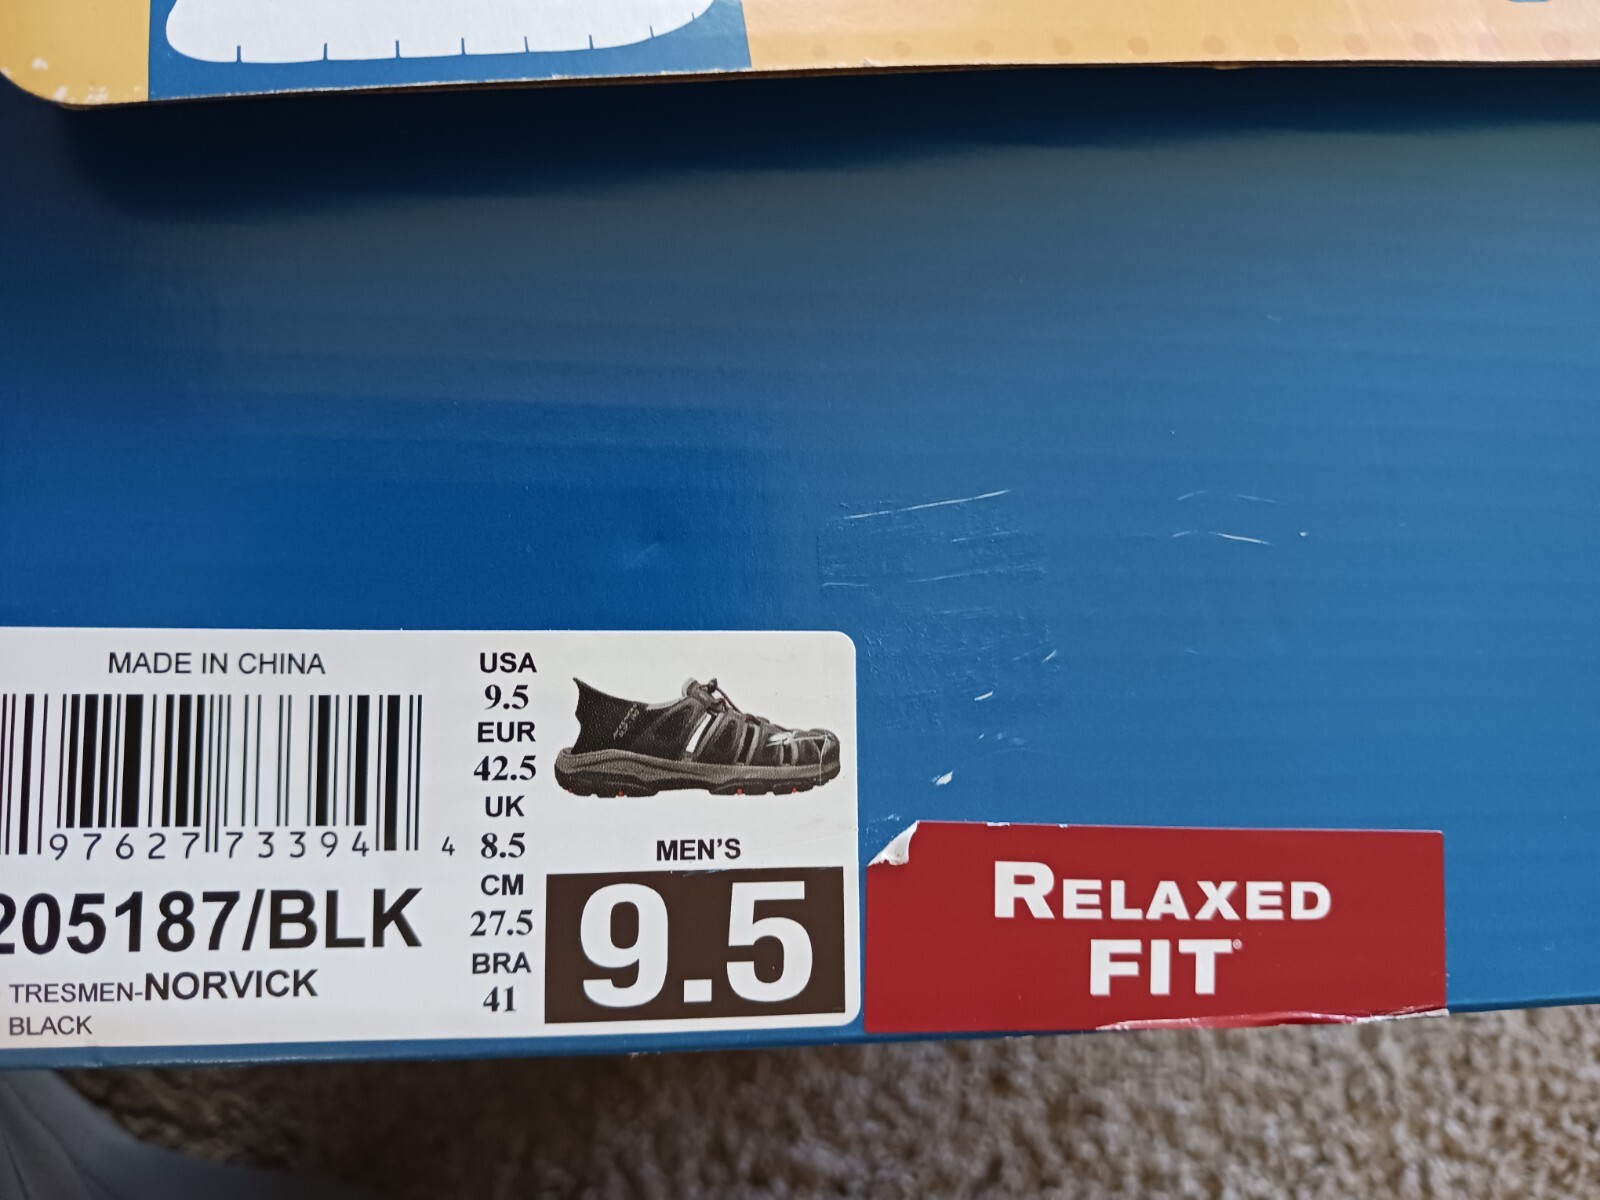 MADE IN CHINA
97627 73394 4
205187/BLK
TRESMEN-NORVICK
BLACK
USA
9.5
EUR
42.5
UK
8.5
CM
27.5
BRA
41
MEN'S
9.5
RELAXED
FIT®